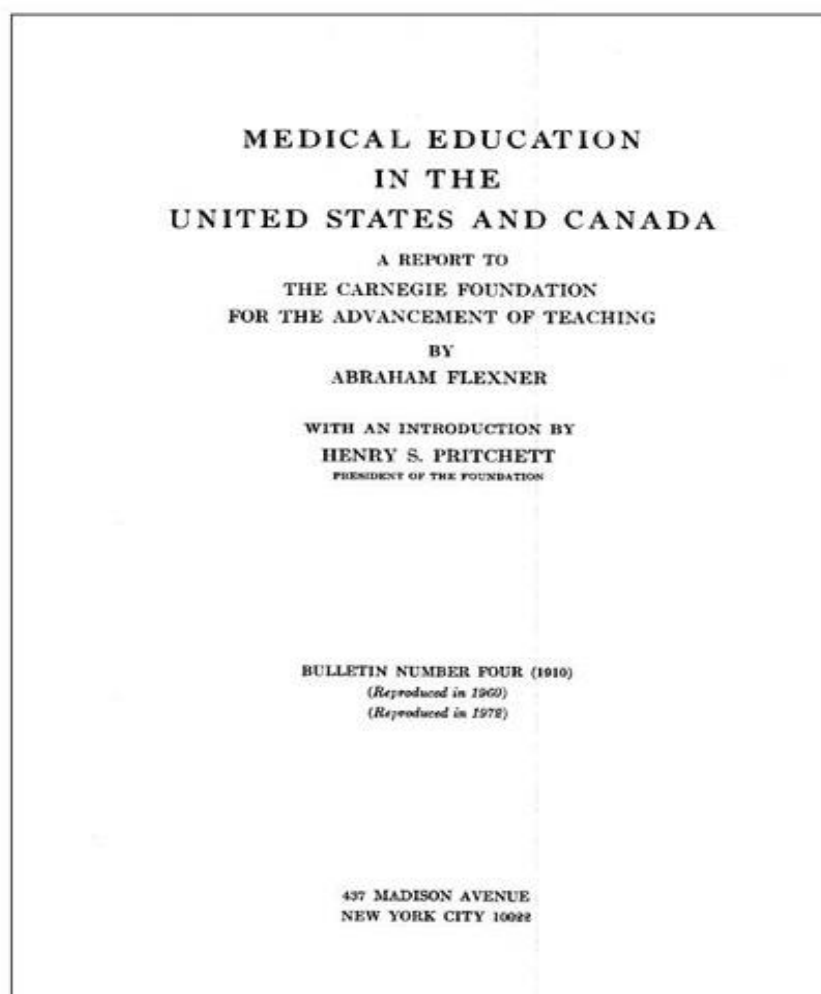 MEDICAL EDUCATION
IN THE
UNITED STATES AND CANADA
A REPORT TO
THE CARNEGIE FOUNDATION
FOR THE ADVANCEMENT OF TEACHING
BY
ABRAHAM FLEXNER
WITH AN INTRODUCTION BY
HENRY S. PRITCHETT
PRESIDENT OF THE FOUNDATION
BULLETIN NUMBER FOUR (1910)
(Reproduced in 1960)
(Reproduced in 1972)
437 MADISON AVENUE
NEW YORK CITY 10022